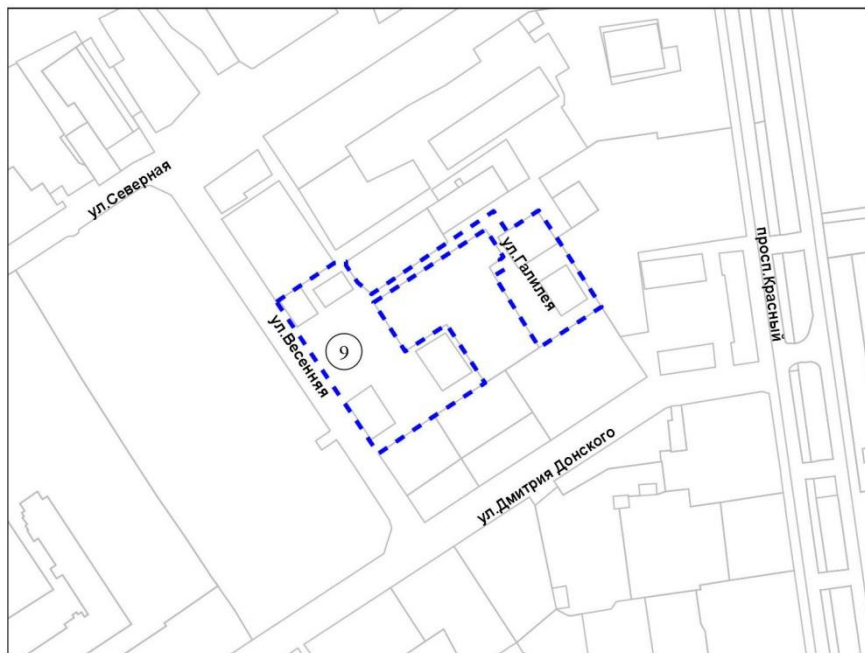 ул.Северная
ул.Галилея
просп.Красный
ул.Весенняя
9
ул.Дмитрия Донского